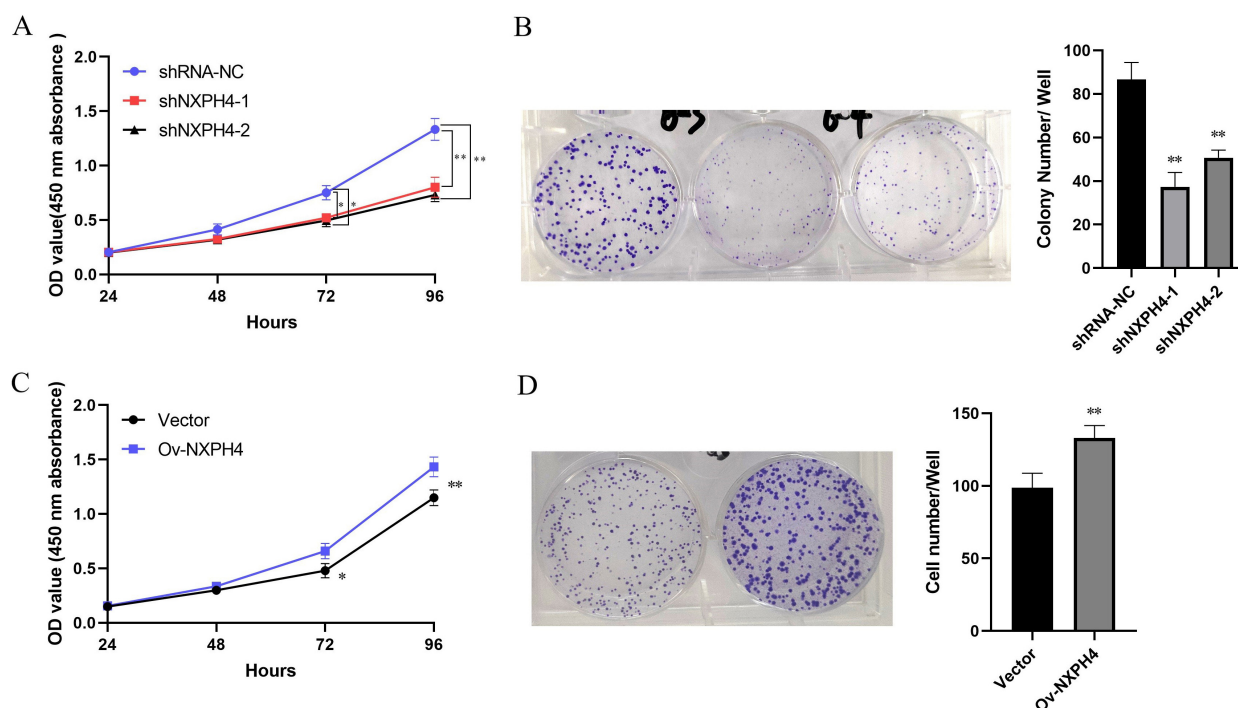 A
OD value(450 nm absorbance )
2.0
1.5
1.0
0.5
0.0
shRNA-NC
shNXPH4-1
shNXPH4-2
* *
** **
24 48 72 96
Hours
B
Colony Number/ Well
100
80
60
40
20
0
**
**
shRNA-NC
shNXPH4-1
shNXPH4-2
C
OD value (450 nm absorbance)
2.0
1.5
1.0
0.5
0.0
Vector
Ov-NXPH4
*
**
24 48 72 96
Hours
D
Cell number/Well
150
100
50
0
**
Vector
Ov-NXPH4